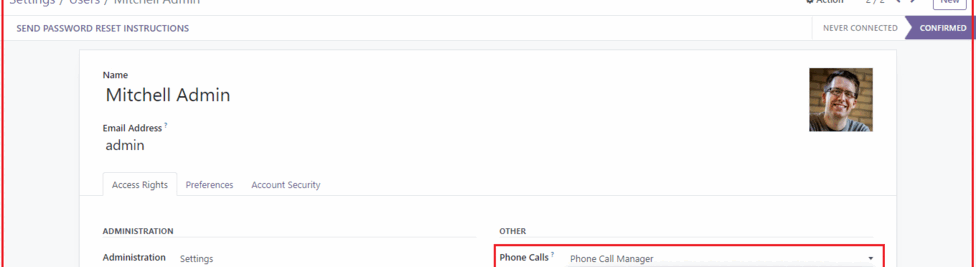 Settings / Users / Mitchell Admin
Action 2 / 2 < > New
SEND PASSWORD RESET INSTRUCTIONS
NEVER CONNECTED CONFIRMED
Name
Mitchell Admin
Email Address ?
admin
Access Rights Preferences Account Security
ADMINISTRATION
OTHER
Administration Settings
Phone Calls ? Phone Call Manager